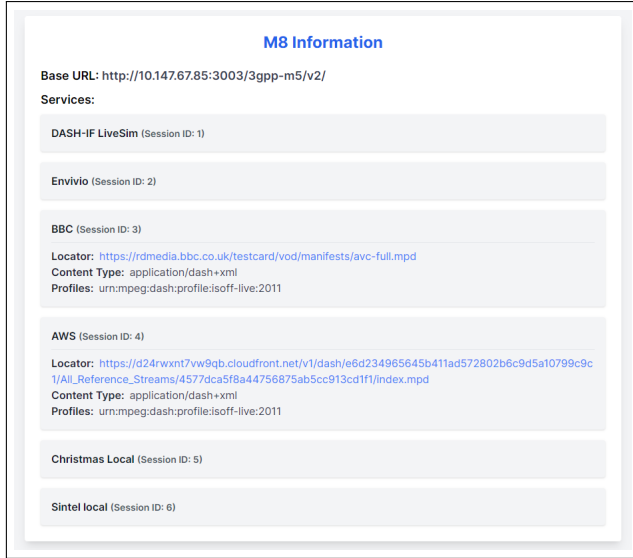 M8 Information
Base URL: http://10.147.67.85:3003/3gpp-m5/v2/
Services:
DASH-IF LiveSim (Session ID: 1)
Envivio (Session ID: 2)
BBC (Session ID: 3)
Locator: https://rdmedia.bbc.co.uk/testcard/vod/manifests/avc-full.mpd
Content Type: application/dash+xml
Profiles: urn:mpeg:dash:profile:isoff-live:2011
AWS (Session ID: 4)
Locator: https://d24rwxnt7vw9qb.cloudfront.net/v1/dash/e6d234965645b411ad572802b6c9d5a10799c9c
1/All_Reference_Streams/4577dca5f8a44756875ab5cc913cd1f1/index.mpd
Content Type: application/dash+xml
Profiles: urn:mpeg:dash:profile:isoff-live:2011
Christmas Local (Session ID: 5)
Sintel local (Session ID: 6)